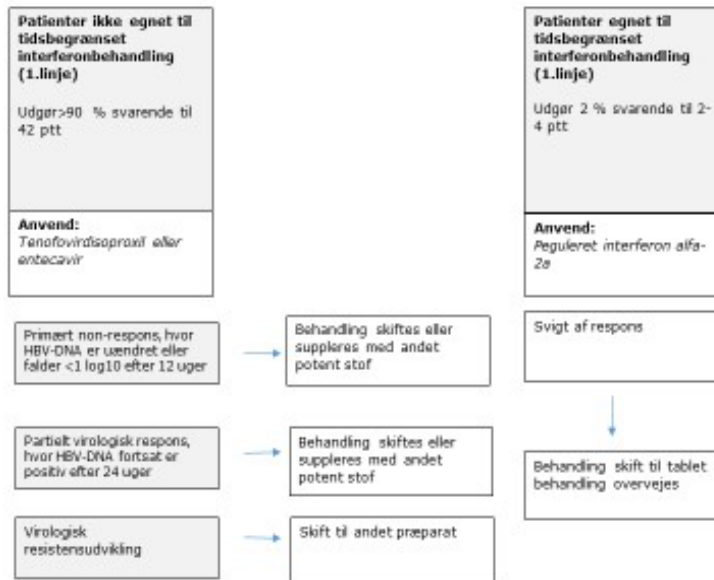 Patienter ikke egnet til
tidsbegrænset
interferonbehandling
(1.linje)
Udgør>90 % svarende til
42 ptt
Anvend:
Tenofovirdisoproxil eller
entecavir
Patienter egnet til
tidsbegrænset
interferonbehandling
(1.linje)
Udgør 2 % svarende til 2-
4 ptt
Anvend:
Peguleret interferon alfa-
2a
Primært non-respons, hvor
HBV-DNA er uændret eller
falder <1 log10 efter 12 uger
Behandling skiftes eller
suppleres med andet
potent stof
Svigt af respons
Partielt virologisk respons,
hvor HBV-DNA fortsat er
positiv efter 24 uger
Behandling skiftes eller
suppleres med andet
potent stof
Behandling skift til tablet
behandling overvejes
Virologisk
resistensudvikling
Skift til andet præparat